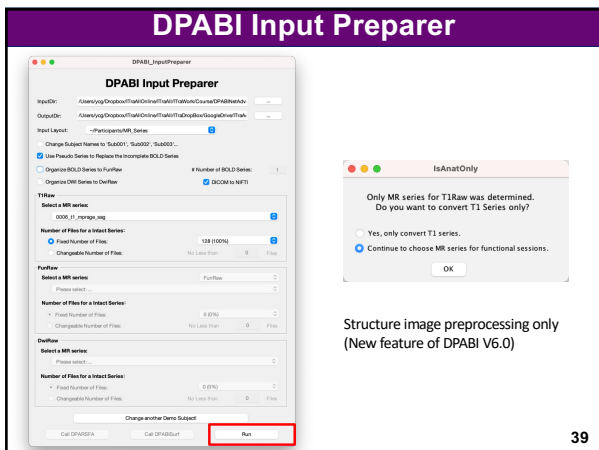 DPABI Input Preparer
DPABI_InputPreparer
DPABI Input Preparer
InputDir: /Users/ycg/Dropbox/ITraAllOnline/ITraAll/ITraWork/Course/DPABINetAdv ...
OutputDir: /Users/ycg/Dropbox/ITraAllOnline/ITraAll/ITraDropBox/GoogleDrive/ITraAl ...
Input Layout: ~/Participants/MR_Series
Change Subject Names to 'Sub001', 'Sub002', 'Sub003'...
Use Pseudo Series to Replace the Incomplete BOLD Series
Organize BOLD Series to FunRaw # Number of BOLD Series: 1
Organize DWI Series to DwiRaw DICOM to NIFTI
T1Raw
Select a MR series:
0006_t1_mprage_sag
Number of Files for a Intact Series:
Fixed Number of Files: 128 (100%)
Changeable Number of Files: No Less than 0 Files
FunRaw
Select a MR series: FunRaw
Please select: ...
Number of Files for a Intact Series:
Fixed Number of Files: 0 (0%)
Changeable Number of Files: No Less than 0 Files
DwiRaw
Select a MR series:
Please select: ...
Number of Files for a Intact Series:
Fixed Number of Files: 0 (0%)
Changeable Number of Files: No Less than 0 Files
Change another Demo Subject!
Call DPARSFA Call DPABISurf Run
IsAnatOnly
Only MR series for T1Raw was determined.
Do you want to convert T1 Series only?
Yes, only convert T1 series.
Continue to choose MR series for functional sessions.
OK
Structure image preprocessing only
(New feature of DPABI V6.0)
39